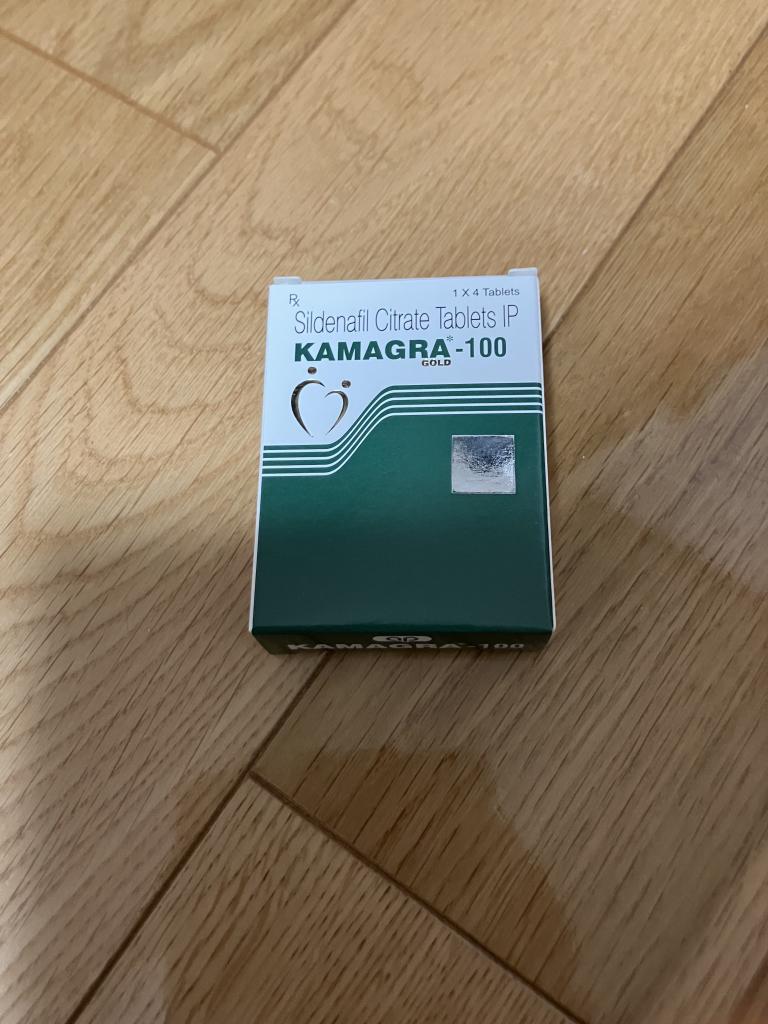 1 X 4 Tablets
Rx
Sildenafil Citrate Tablets IP
KAMAGRA*-100
GOLD
KAMAGRA*-100